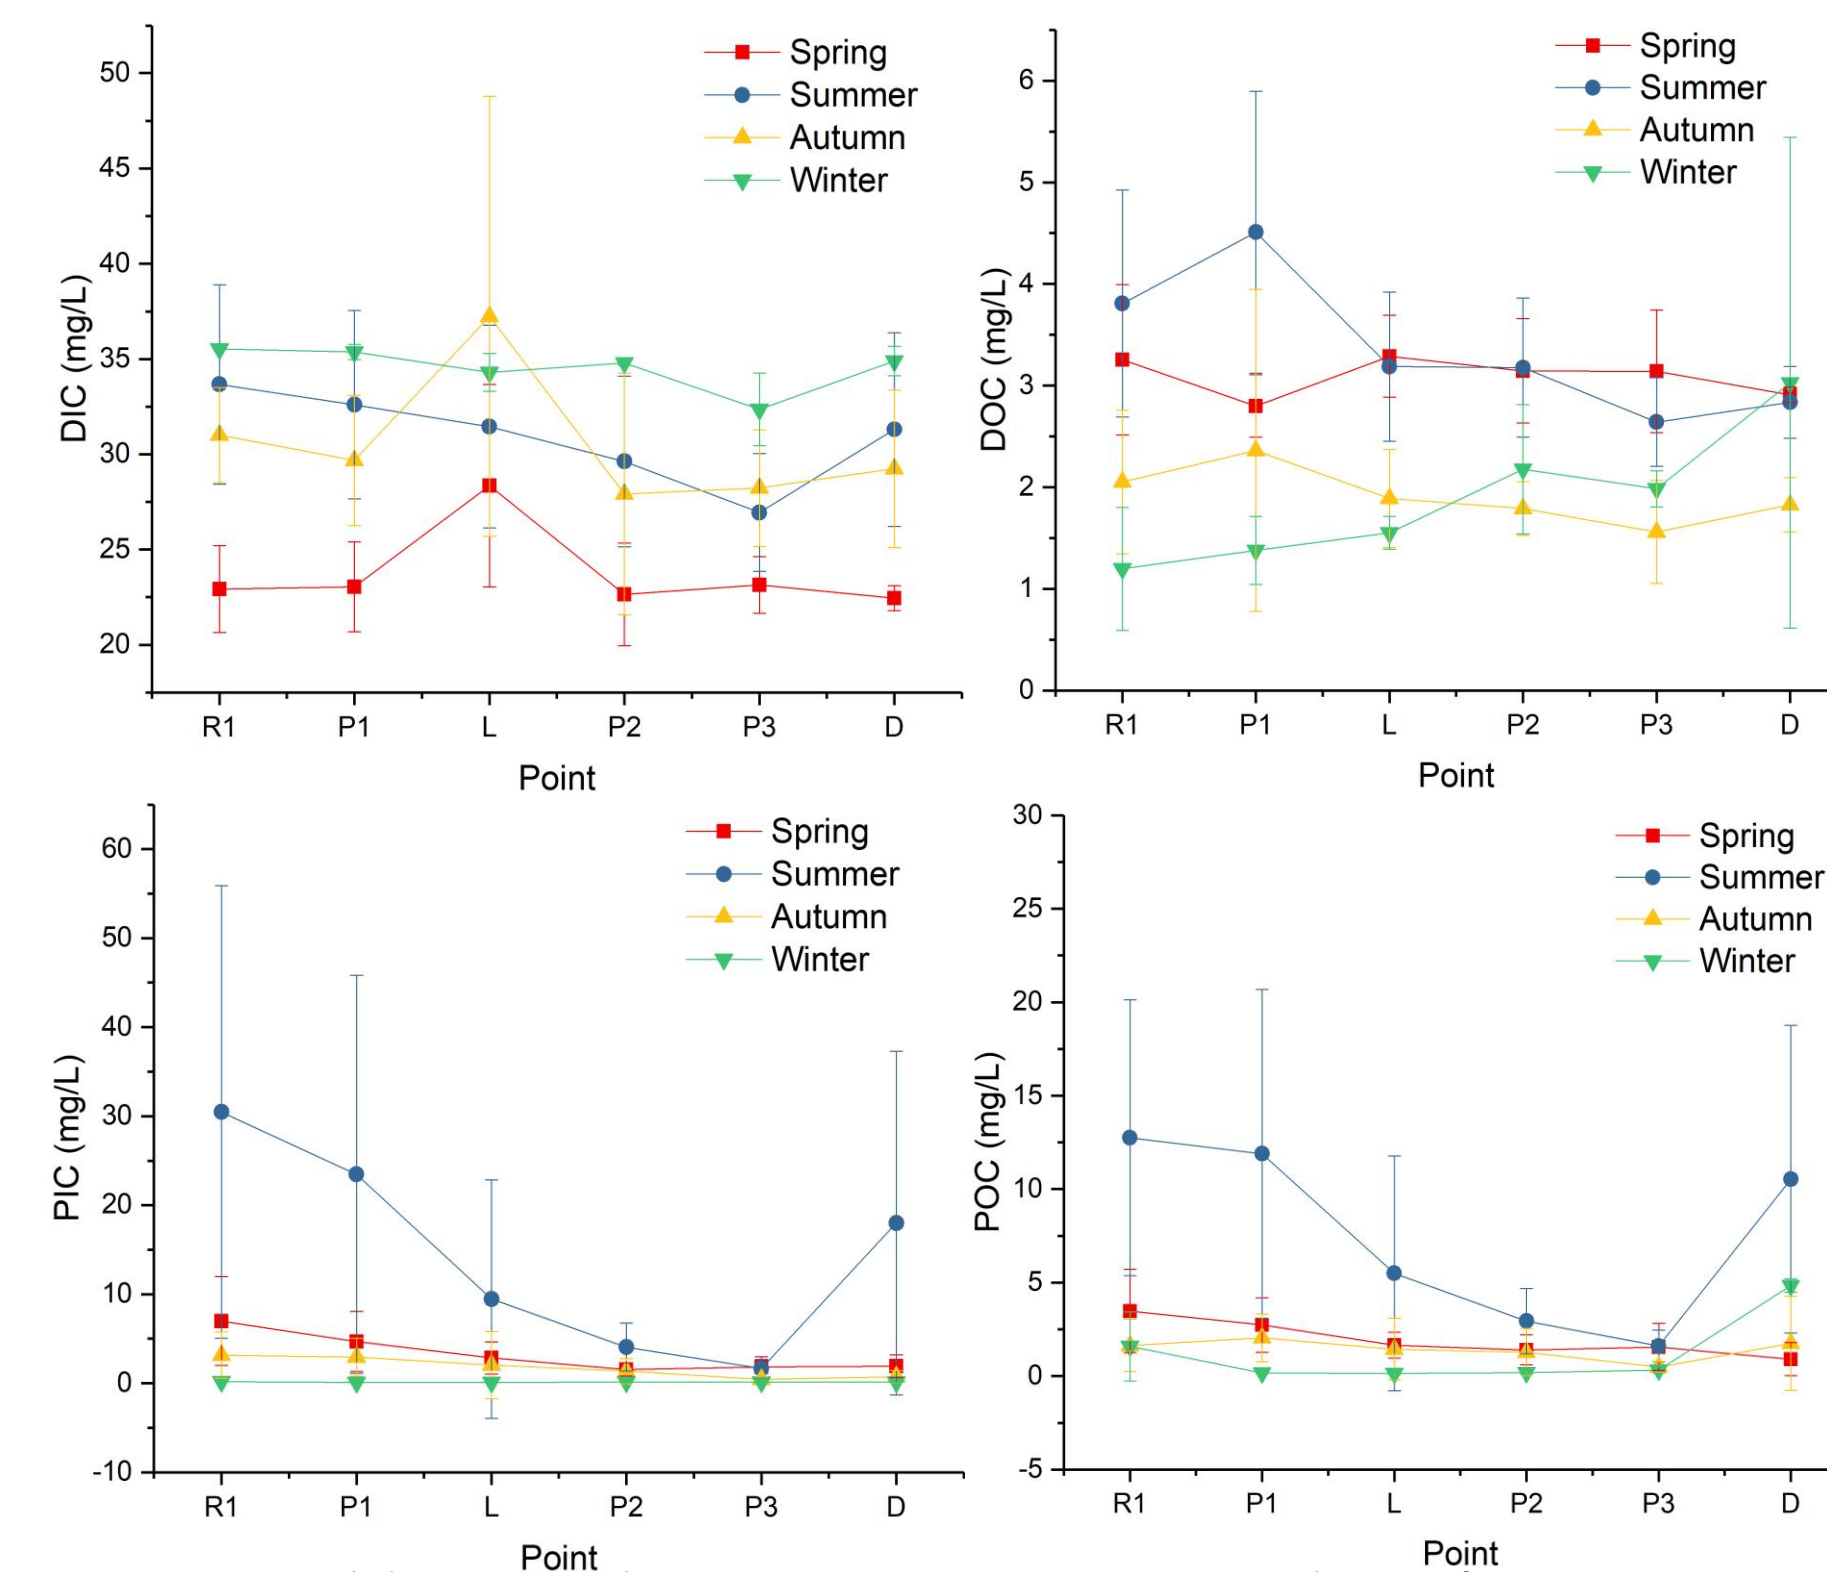 Spring
Summer
Autumn
Winter
50
45
40
35
30
25
20
DIC (mg/L)
R1 P1 L P2 P3 D
Point
Spring
Summer
Autumn
Winter
6
5
4
3
2
1
0
DOC (mg/L)
R1 P1 L P2 P3 D
Point
Spring
Summer
Autumn
Winter
60
50
40
30
20
10
0
-10
PIC (mg/L)
R1 P1 L P2 P3 D
Point
Spring
Summer
Autumn
Winter
30
25
20
15
10
5
0
-5
POC (mg/L)
R1 P1 L P2 P3 D
Point